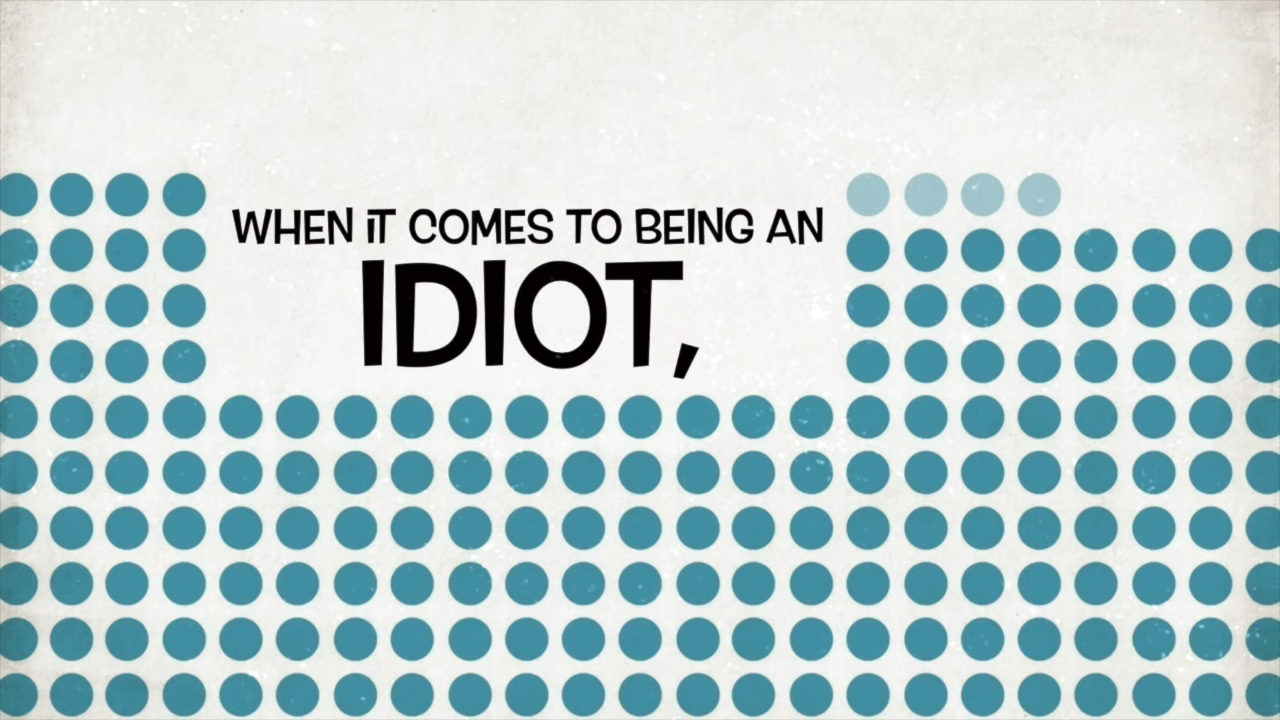 WHEN iT COMES TO BEING AN
IDIOT,